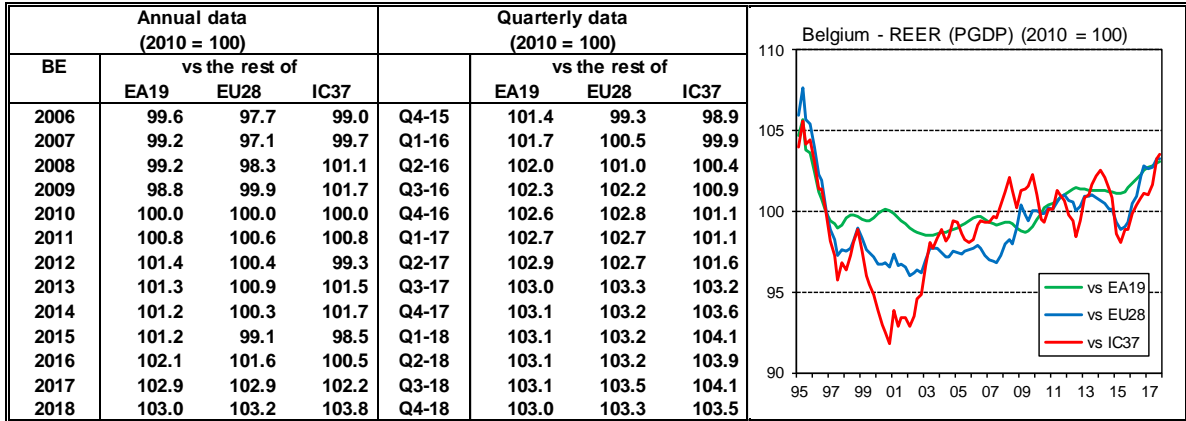 Annual data Quarterly data
(2010 = 100) (2010 = 100)
BE vs the rest of vs the rest of
EA19 EU28 IC37 EA19 EU28 IC37
2006 99.6 97.7 99.0 Q4-15 101.4 99.3 98.9
2007 99.2 97.1 99.7 Q1-16 101.7 100.5 99.9
2008 99.2 98.3 101.1 Q2-16 102.0 101.0 100.4
2009 98.8 99.9 101.7 Q3-16 102.3 102.2 100.9
2010 100.0 100.0 100.0 Q4-16 102.6 102.8 101.1
2011 100.8 100.6 100.8 Q1-17 102.7 102.7 101.1
2012 101.4 100.4 99.3 Q2-17 102.9 102.7 101.6
2013 101.3 100.9 101.5 Q3-17 103.0 103.3 103.2
2014 101.2 100.3 101.7 Q4-17 103.1 103.2 103.6
2015 101.2 99.1 98.5 Q1-18 103.1 103.2 104.1
2016 102.1 101.6 100.5 Q2-18 103.1 103.2 103.9
2017 102.9 102.9 102.2 Q3-18 103.1 103.5 104.1
2018 103.0 103.2 103.8 Q4-18 103.0 103.3 103.5
Belgium - REER (PGDP) (2010 = 100)
110
105
100
95
90
vs EA19
vs EU28
vs IC37
95 97 99 01 03 05 07 09 11 13 15 17